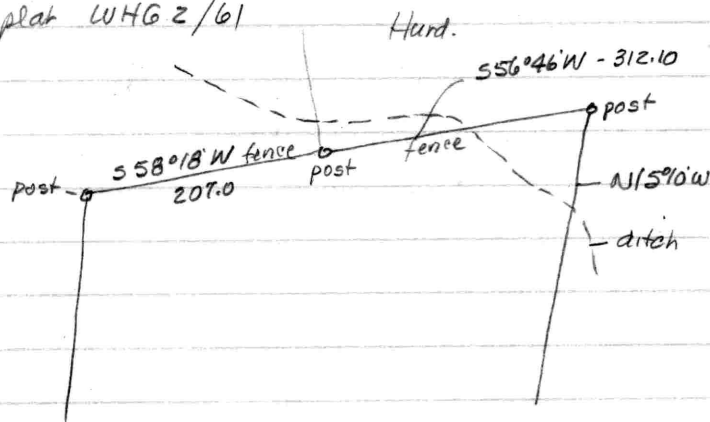 plat WHG 2/61
Hurd.
S56°46'W - 312.10
post
S 58°18'W fence
fence
post
post
207.0
N15°10'W
ditch